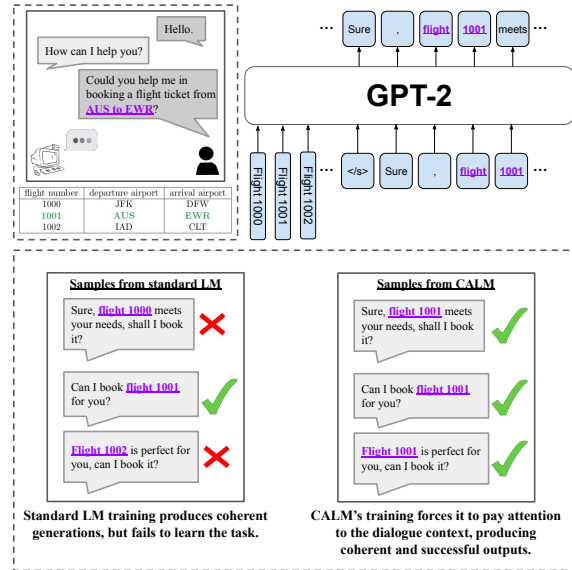 Hello.
How can I help you?
Could you help me in
booking a flight ticket from
AUS to EWR?
flight number departure airport arrival airport
1000 JFK DFW
1001 AUS EWR
1002 IAD CLT
... Sure , flight 1001 meets ...
GPT-2
Flight 1000
Flight 1001
Flight 1002
</s> Sure , flight 1001 ...
Samples from standard LM
Sure, flight 1000 meets
your needs, shall I book
it?
Can I book flight 1001
for you?
Flight 1002 is perfect for
you, can I book it?
Standard LM training produces coherent
generations, but fails to learn the task.
Samples from CALM
Sure, flight 1001 meets
your needs, shall I book
it?
Can I book flight 1001
for you?
Flight 1001 is perfect for
you, can I book it?
CALM's training forces it to pay attention
to the dialogue context, producing
coherent and successful outputs.